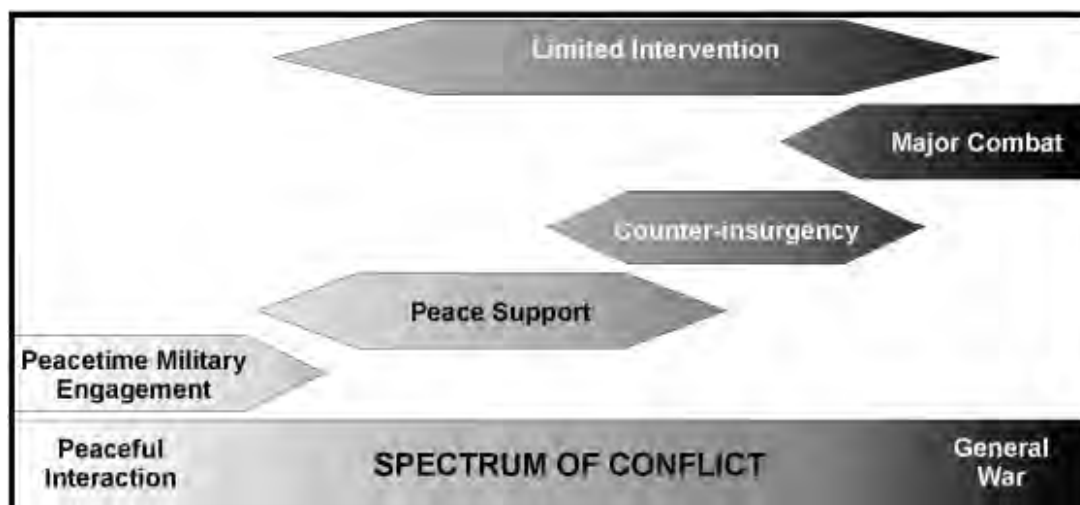 Limited Intervention
Major Combat
Counter-insurgency
Peace Support
Peacetime Military
Engagement
Peaceful
Interaction
SPECTRUM OF CONFLICT
General
War